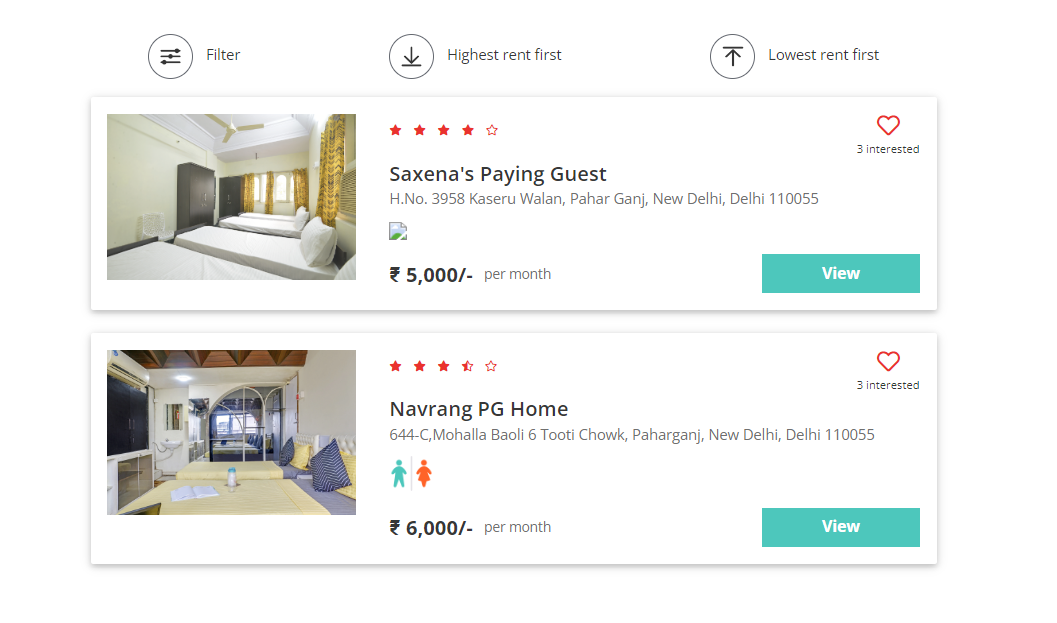 Filter
Highest rent first
Lowest rent first
3 interested
Saxena's Paying Guest
H.No. 3958 Kaseru Walan, Pahar Ganj, New Delhi, Delhi 110055
₹ 5,000/- per month
View
3 interested
Navrang PG Home
644-C,Mohalla Baoli 6 Tooti Chowk, Paharganj, New Delhi, Delhi 110055
₹ 6,000/- per month
View